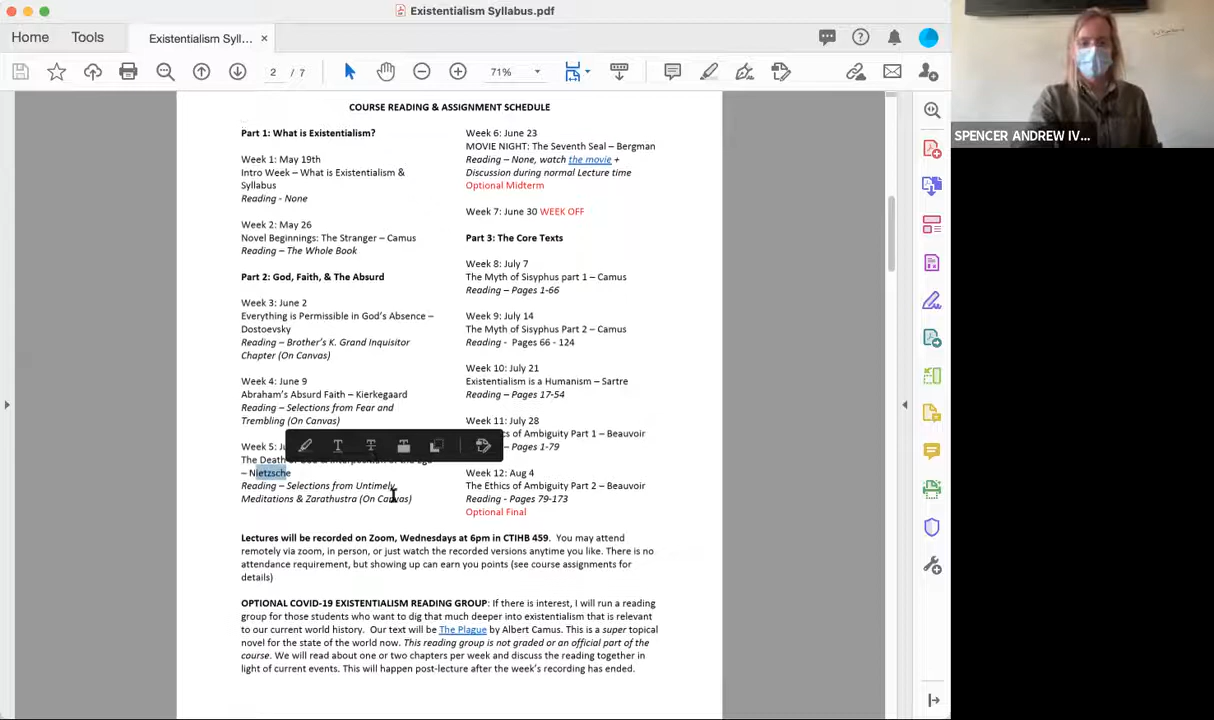 Existentialism Syllabus.pdf
Home
Tools
Existentialism Syll...
2 / 7
71%
COURSE READING & ASSIGNMENT SCHEDULE
Part 1: What is Existentialism?
Week 1: May 19th
Intro Week – What is Existentialism &
Syllabus
Reading - None
Week 2: May 26
Novel Beginnings: The Stranger – Camus
Reading – The Whole Book
Part 2: God, Faith, & The Absurd
Week 3: June 2
Everything is Permissible in God's Absence –
Dostoevsky
Reading – Brother's K. Grand Inquisitor
Chapter (On Canvas)
Week 4: June 9
Abraham's Absurd Faith – Kierkegaard
Reading – Selections from Fear and
Trembling (On Canvas)
Week 5:
The Death
– Nietzsche
Reading – Selections from Untimely
Meditations & Zarathustra (On Canvas)
Week 6: June 23
MOVIE NIGHT: The Seventh Seal – Bergman
Reading – None, watch the movie +
Discussion during normal Lecture time
Optional Midterm
Week 7: June 30 WEEK OFF
Part 3: The Core Texts
Week 8: July 7
The Myth of Sisyphus part 1 – Camus
Reading – Pages 1-66
Week 9: July 14
The Myth of Sisyphus Part 2 – Camus
Reading - Pages 66 - 124
Week 10: July 21
Existentialism is a Humanism – Sartre
Reading – Pages 17-54
Week 11: July 28
of Ambiguity Part 1 – Beauvoir
– Pages 1-79
Week 12: Aug 4
The Ethics of Ambiguity Part 2 – Beauvoir
Reading - Pages 79-173
Optional Final
Lectures will be recorded on Zoom, Wednesdays at 6pm in CTIHB 459. You may attend
remotely via zoom, in person, or just watch the recorded versions anytime you like. There is no
attendance requirement, but showing up can earn you points (see course assignments for
details)
OPTIONAL COVID-19 EXISTENTIALISM READING GROUP: If there is interest, I will run a reading
group for those students who want to dig that much deeper into existentialism that is relevant
to our current world history. Our text will be The Plague by Albert Camus. This is a super topical
novel for the state of the world now. This reading group is not graded or an official part of the
course. We will read about one or two chapters per week and discuss the reading together in
light of current events. This will happen post-lecture after the week's recording has ended.
SPENCER ANDREW IV...